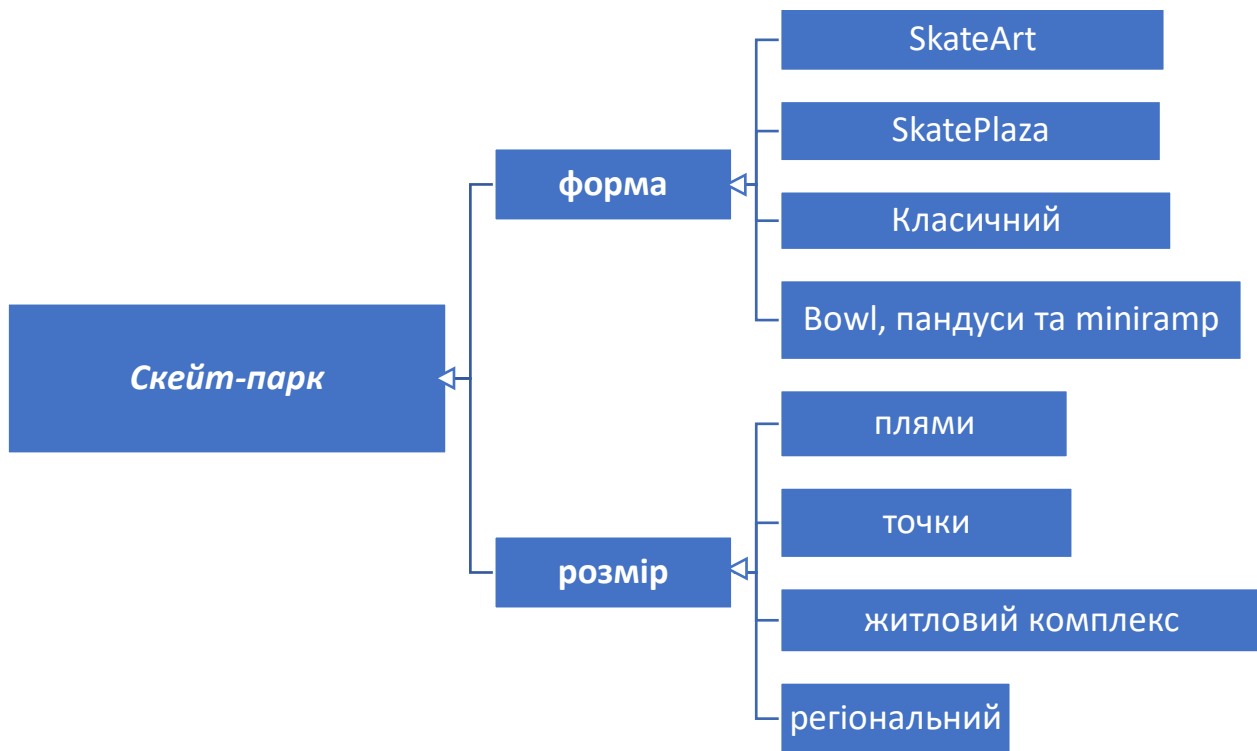 Скейт-парк
форма
SkateArt
SkatePlaza
Класичний
Bowl, пандуси та miniramp
розмір
плями
точки
житловий комплекс
регіональний